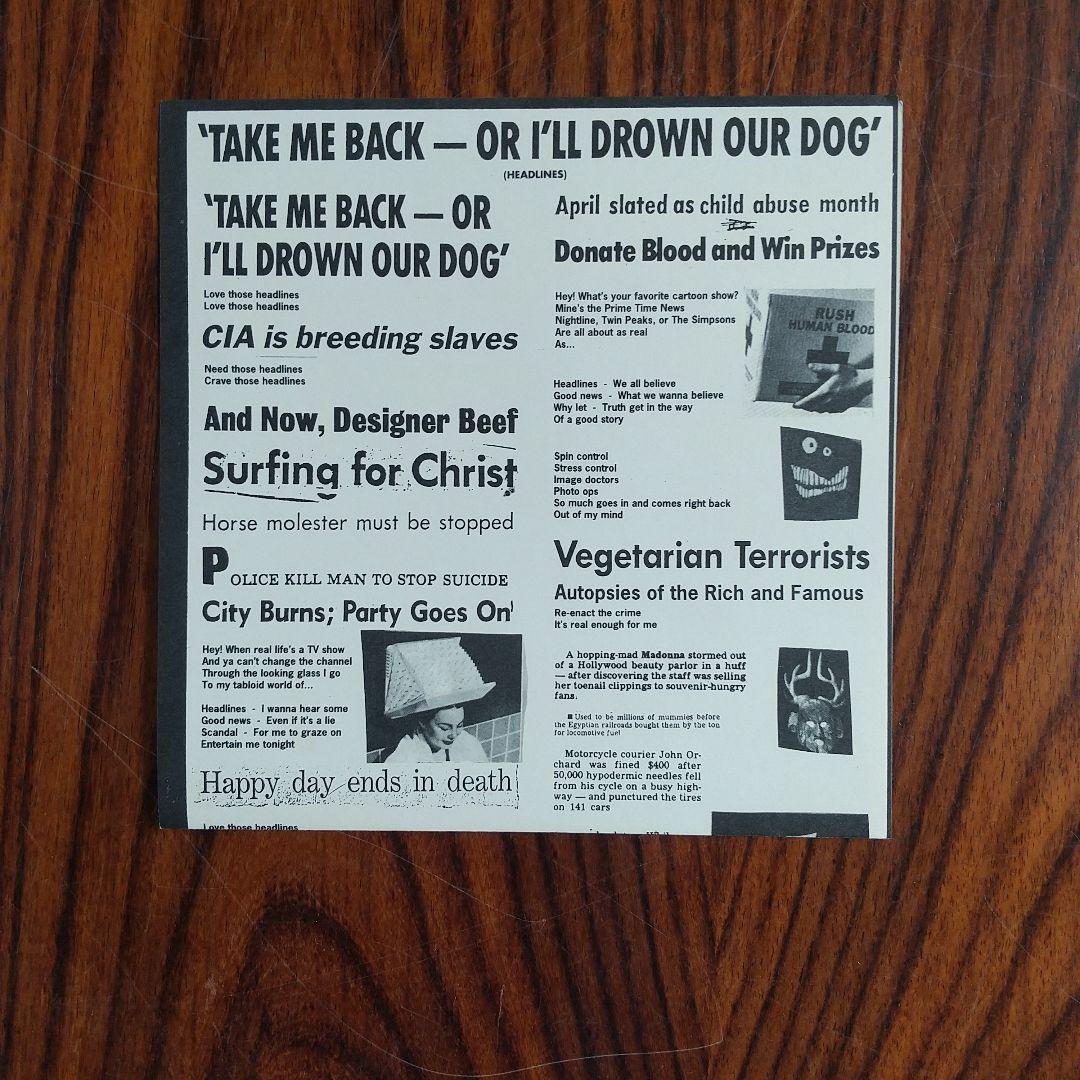 'TAKE ME BACK — OR I'LL DROWN OUR DOG'
(HEADLINES)
'TAKE ME BACK — OR
I'LL DROWN OUR DOG'
Love those headlines
Love those headlines
CIA is breeding slaves
Need those headlines
Crave those headlines
And Now, Designer Beef
Surfing for Christ
Horse molester must be stopped
POLICE KILL MAN TO STOP SUICIDE
City Burns; Party Goes On'
Hey! When real life's a TV show
And ya can't change the channel
Through the looking glass I go
To my tabloid world of...
Headlines - I wanna hear some
Good news - Even if it's a lie
Scandal - For me to graze on
Entertain me tonight
Happy day ends in death
Love those headlines
April slated as child abuse month
Donate Blood and Win Prizes
Hey! What's your favorite cartoon show?
Mine's the Prime Time News
Nightline, Twin Peaks, or The Simpsons
Are all about as real
As...
RUSH
HUMAN BLOOD
Headlines - We all believe
Good news - What we wanna believe
Why let - Truth get in the way
Of a good story
Spin control
Stress control
Image doctors
Photo ops
So much goes in and comes right back
Out of my mind
Vegetarian Terrorists
Autopsies of the Rich and Famous
Re-enact the crime
It's real enough for me
A hopping-mad Madonna stormed out
of a Hollywood beauty parlor in a huff
— after discovering the staff was selling
her toenail clippings to souvenir-hungry
fans.
■ Used to be millions of mummies before
the Egyptian railroads bought them by the ton
for locomotive fuel
Motorcycle courier John Or-
chard was fined $400 after
50,000 hypodermic needles fell
from his cycle on a busy high-
way — and punctured the tires
on 141 cars